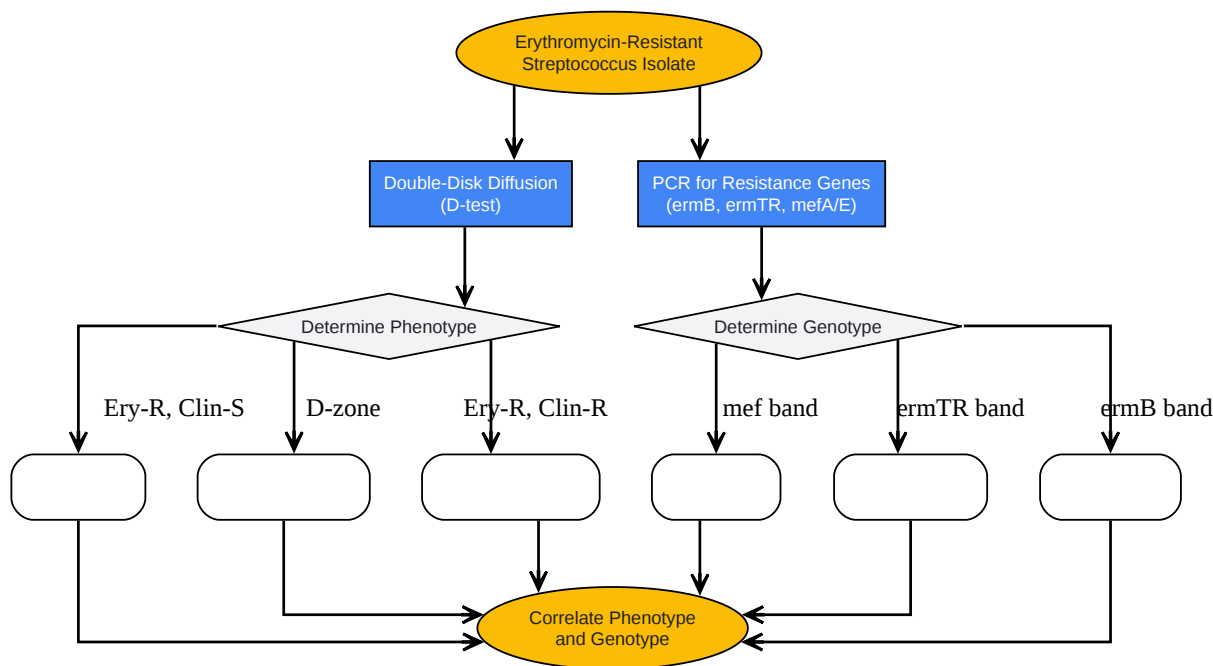 Erythromycin-Resistant
Streptococcus Isolate
Double-Disk Diffusion
(D-test)
PCR for Resistance Genes
(ermB, ermTR, mefA/E)
Determine Phenotype
Determine Genotype
Ery-R, Clin-S
D-zone
Ery-R, Clin-R
mef band
ermTR band
ermB band
Correlate Phenotype
and Genotype